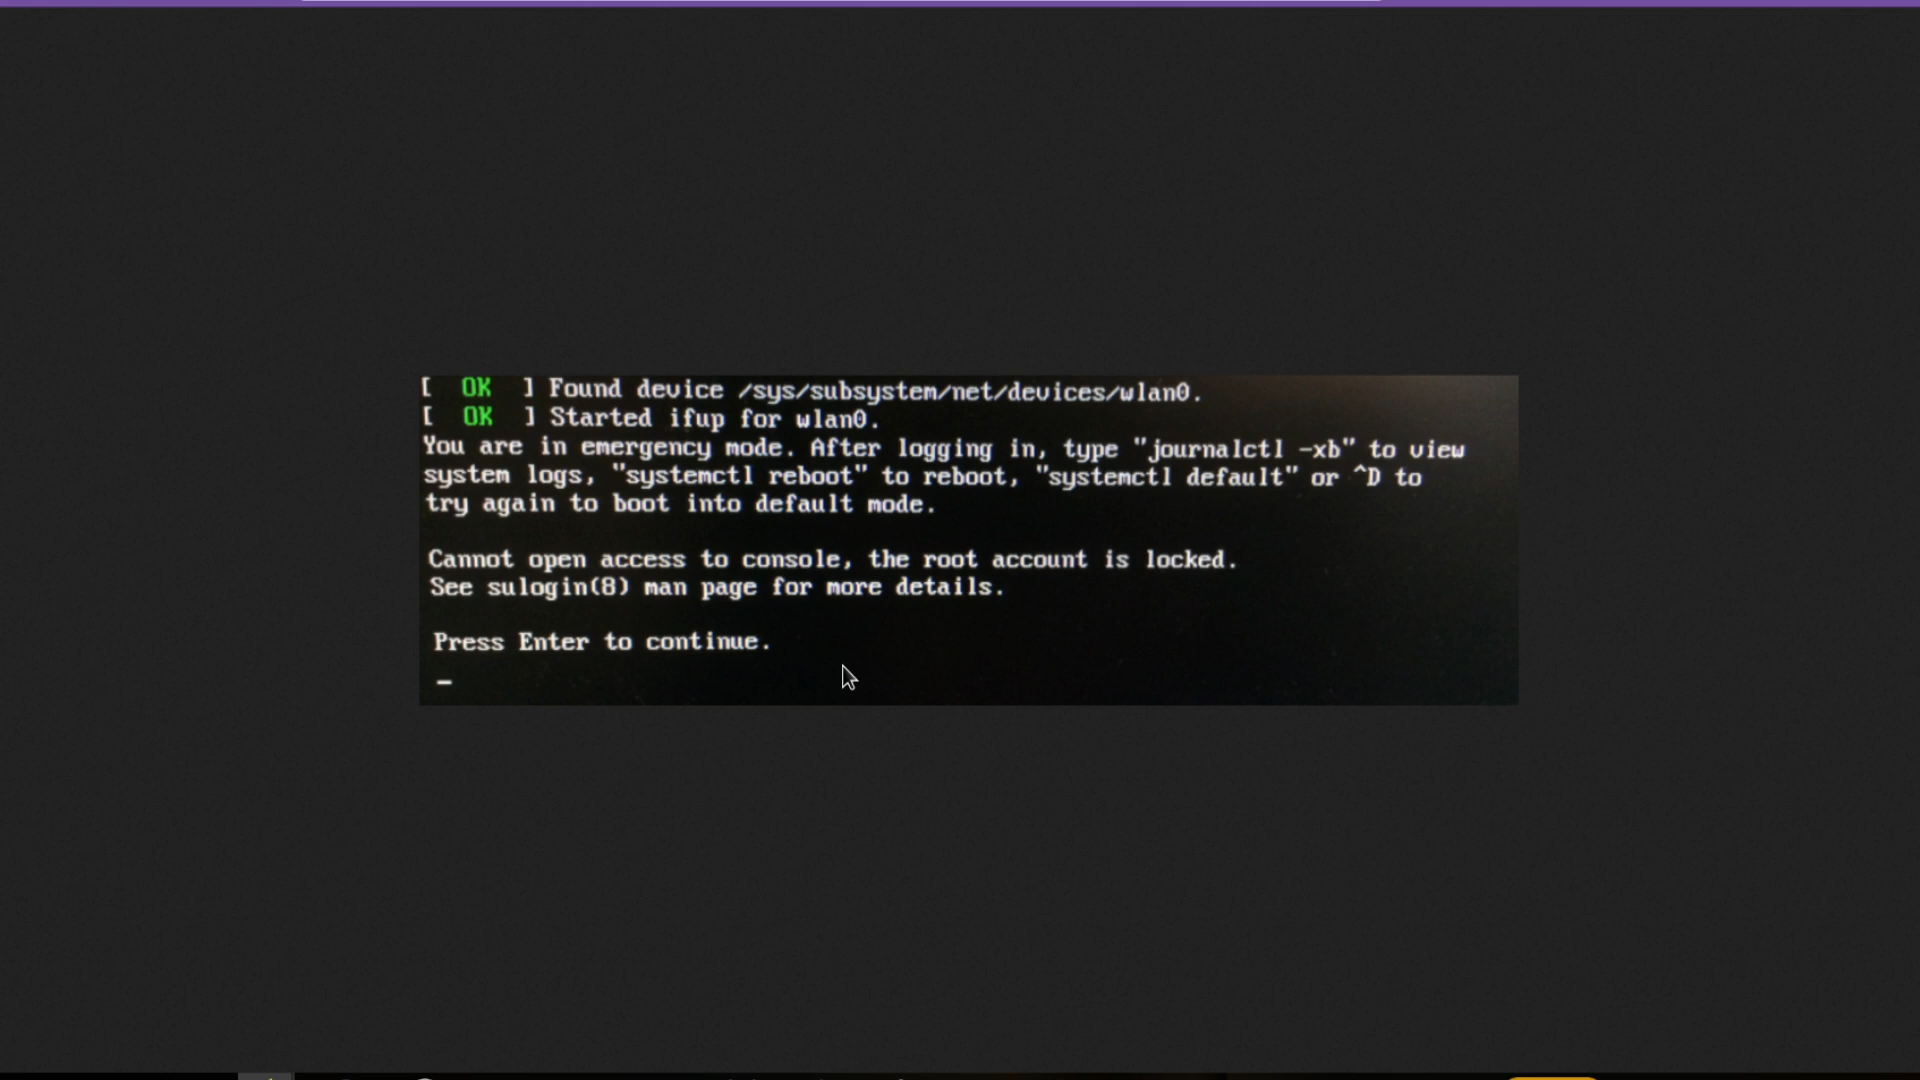 [  OK  ] Found device /sys/subsystem/net/devices/wlan0.
[  OK  ] Started ifup for wlan0.
You are in emergency mode. After logging in, type "journalctl -xb" to view
system logs, "systemctl reboot" to reboot, "systemctl default" or ^D to
try again to boot into default mode.
Cannot open access to console, the root account is locked.
See sulogin(8) man page for more details.
Press Enter to continue.